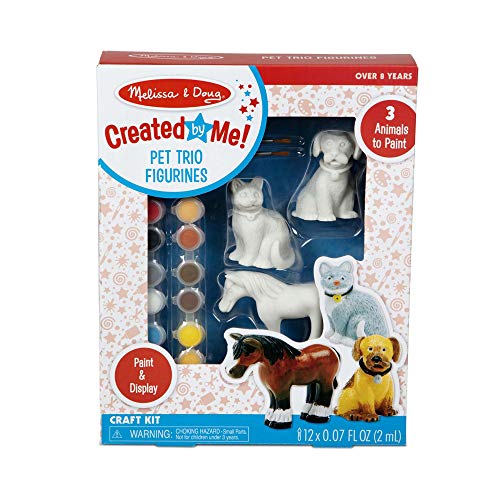 OVER 8 YEARS
Melissa & Doug
Created by Me!
PET TRIO
FIGURINES
3
Animals
to Paint
Paint
&
Display
CRAFT KIT
WARNING: CHOKING HAZARD-Small Parts.
Not for children under 3 years.
12 x 0.07 FL OZ (2 mL)